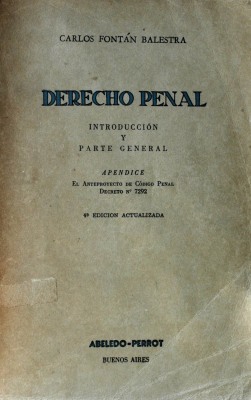 CARLOS FONTÁN BALESTRA
DERECHO PENAL
INTRODUCCIÓN
Y
PARTE GENERAL
APENDICE
EL ANTEPROYECTO DE CÓDIGO PENAL
DECRETO Nº 7292
4ª EDICION ACTUALIZADA
ABELEDO-PERROT
BUENOS AIRES